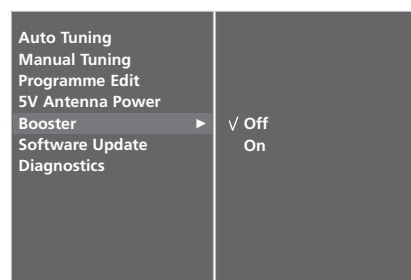 Auto Tuning
Manual Tuning
Programme Edit
5V Antenna Power
Booster ► √ Off
Software Update On
Diagnostics